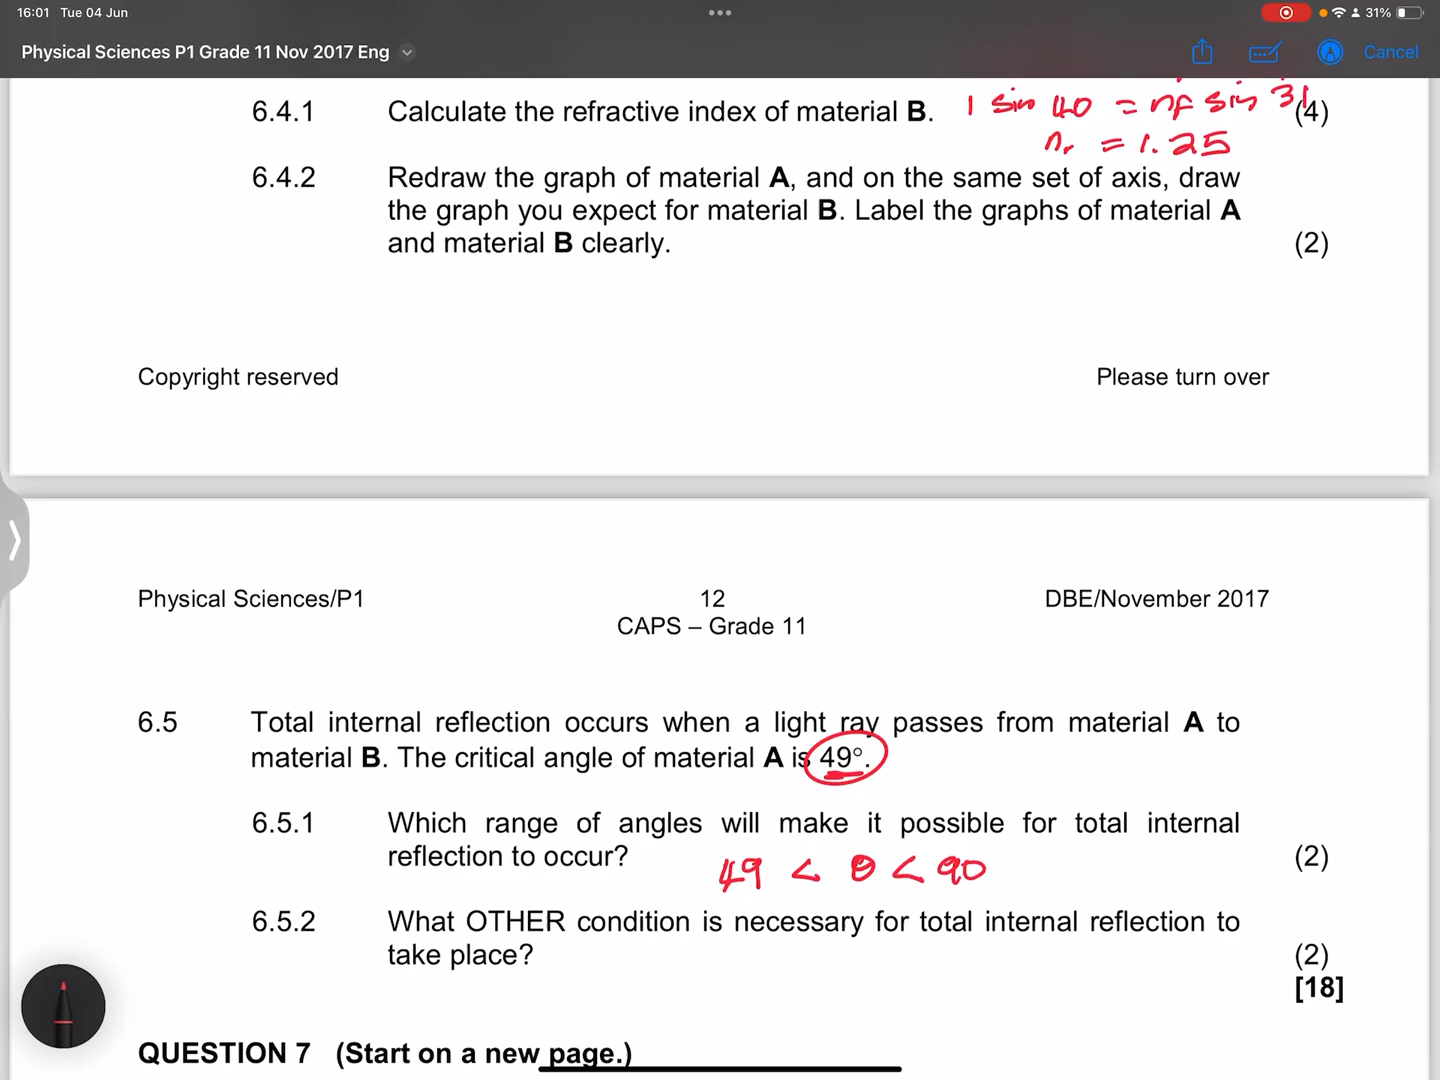 16:01 Tue 04 Jun
31%
Physical Sciences P1 Grade 11 Nov 2017 Eng
Cancel
6.4.1 Calculate the refractive index of material B. 1 sin 40 = nr sin 31 (4)
nr = 1.25
6.4.2 Redraw the graph of material A, and on the same set of axis, draw
the graph you expect for material B. Label the graphs of material A
and material B clearly. (2)
Copyright reserved Please turn over
Physical Sciences/P1 12 DBE/November 2017
CAPS – Grade 11
6.5 Total internal reflection occurs when a light ray passes from material A to
material B. The critical angle of material A is 49°.
6.5.1 Which range of angles will make it possible for total internal
reflection to occur? (2)
49 < θ < 90
6.5.2 What OTHER condition is necessary for total internal reflection to
take place? (2)
[18]
QUESTION 7 (Start on a new page.)